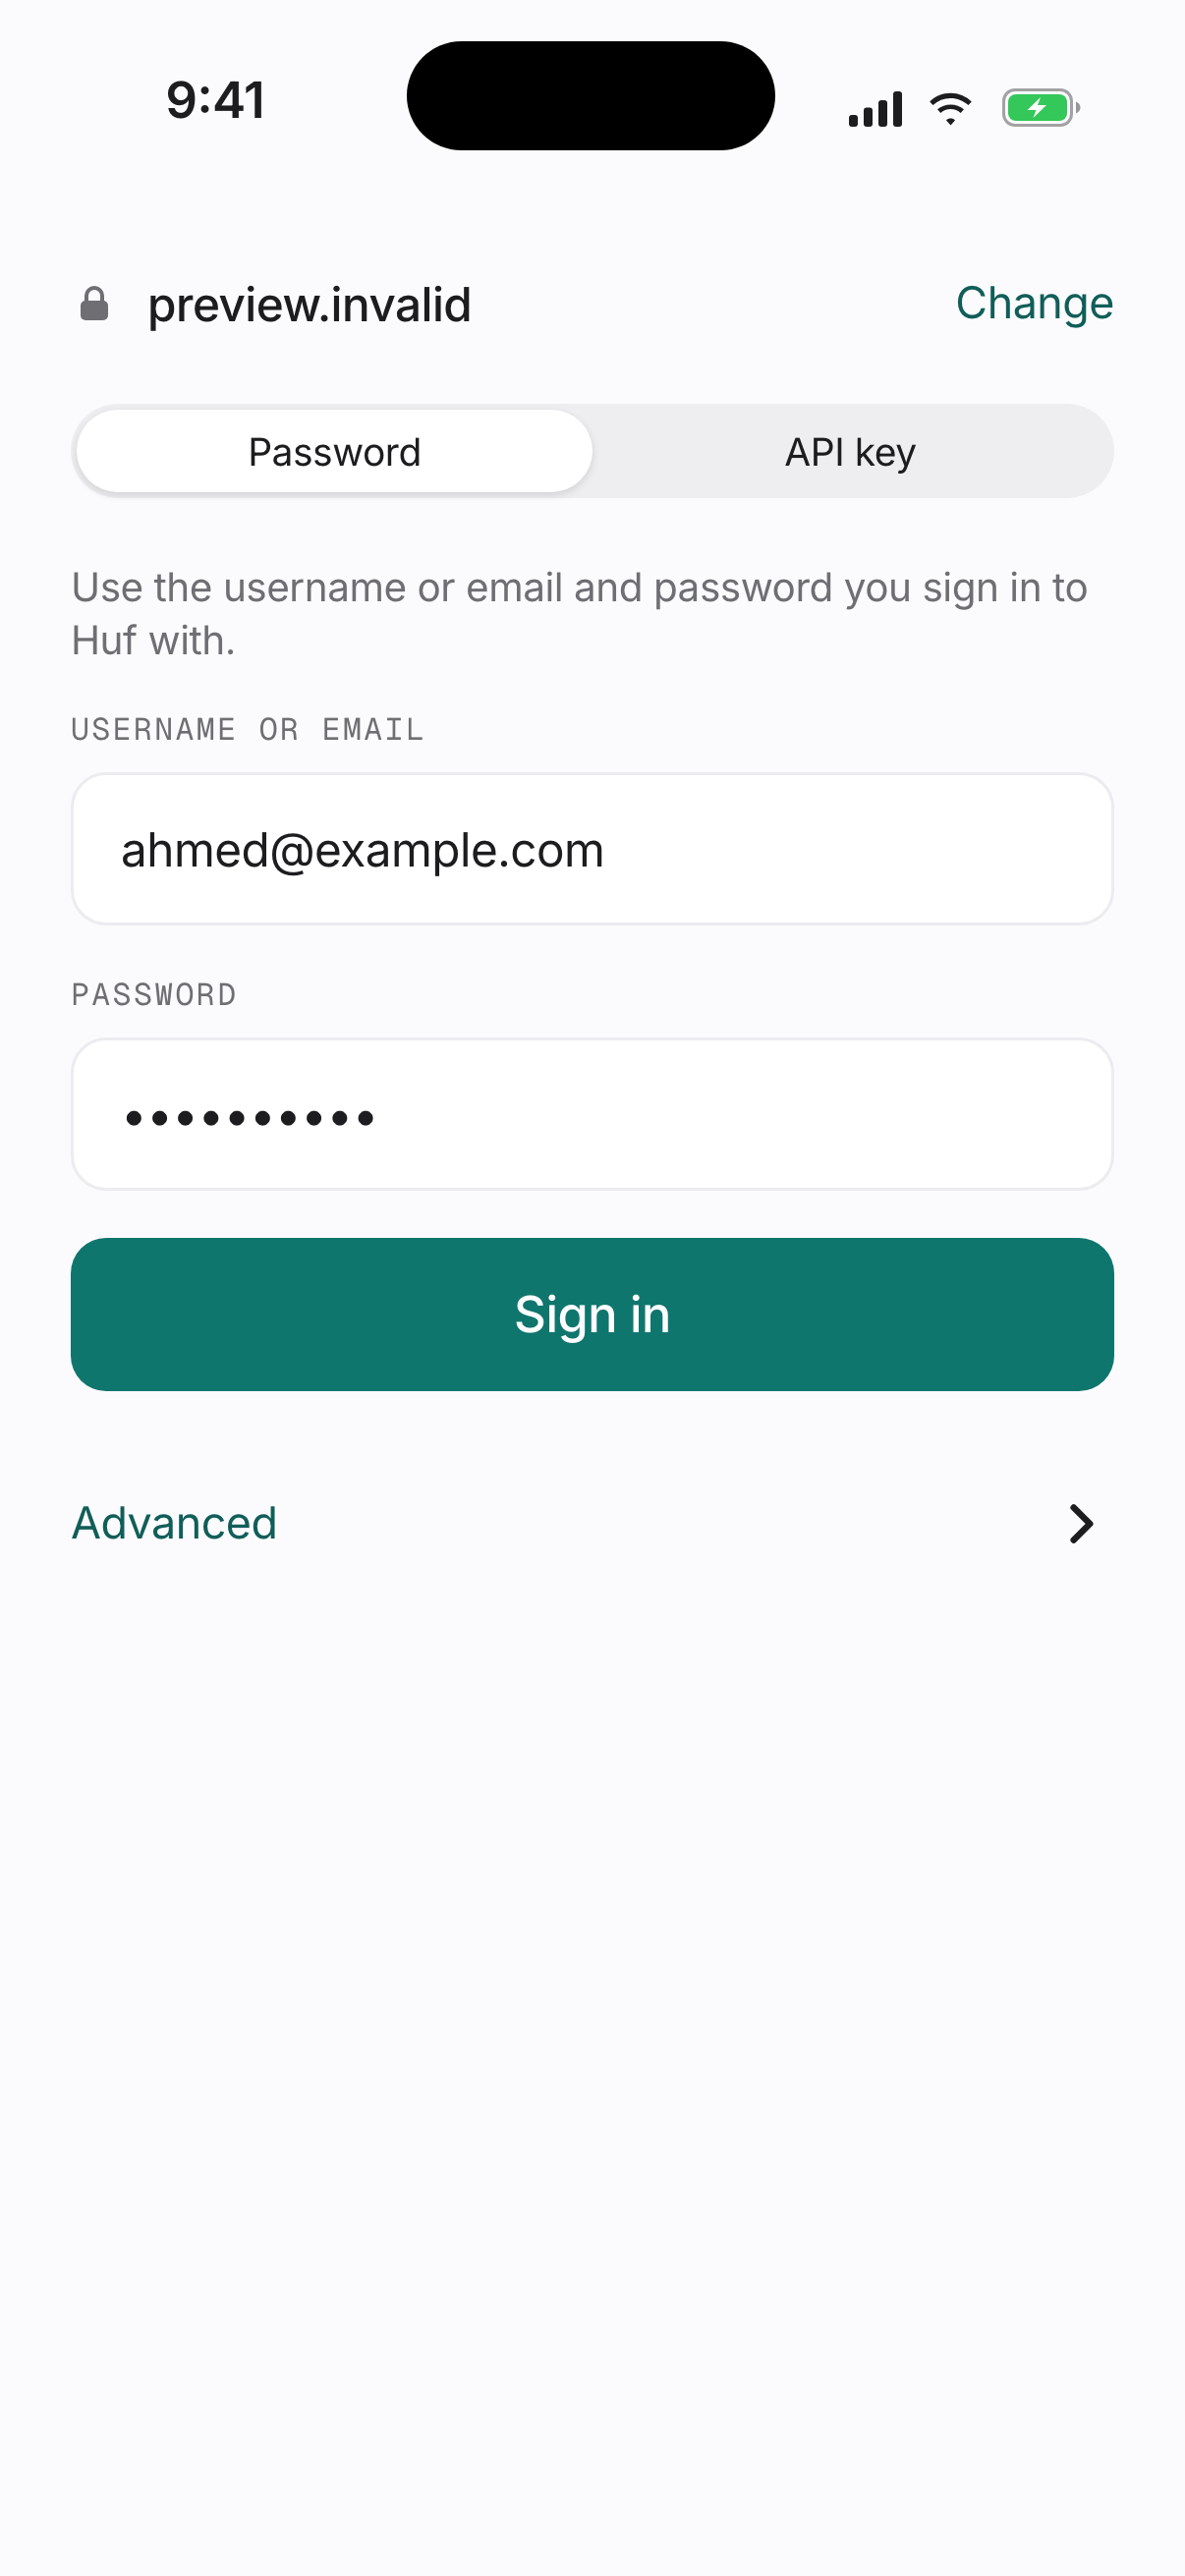 9:41
preview.invalid
Change
Password
API key
Use the username or email and password you sign in to
Huf with.
USERNAME OR EMAIL
ahmed@example.com
PASSWORD
••••••••••
Sign in
Advanced